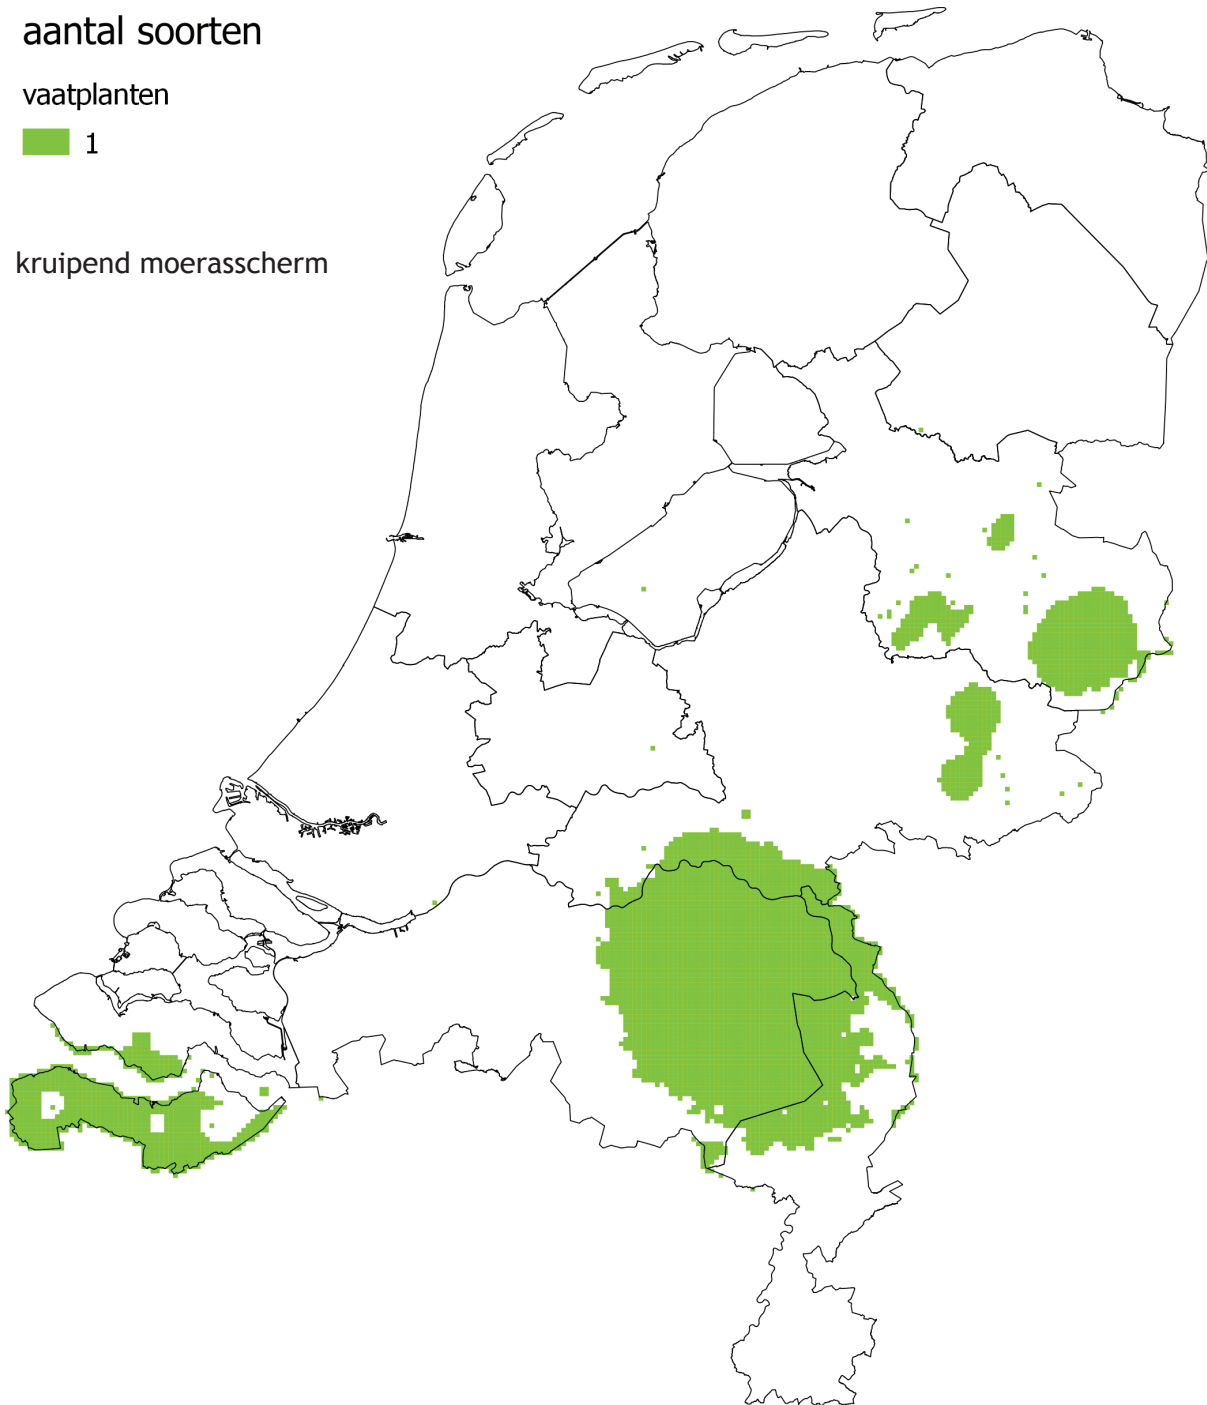 aantal soorten
vaatplanten
1
kruipend moerasscherm